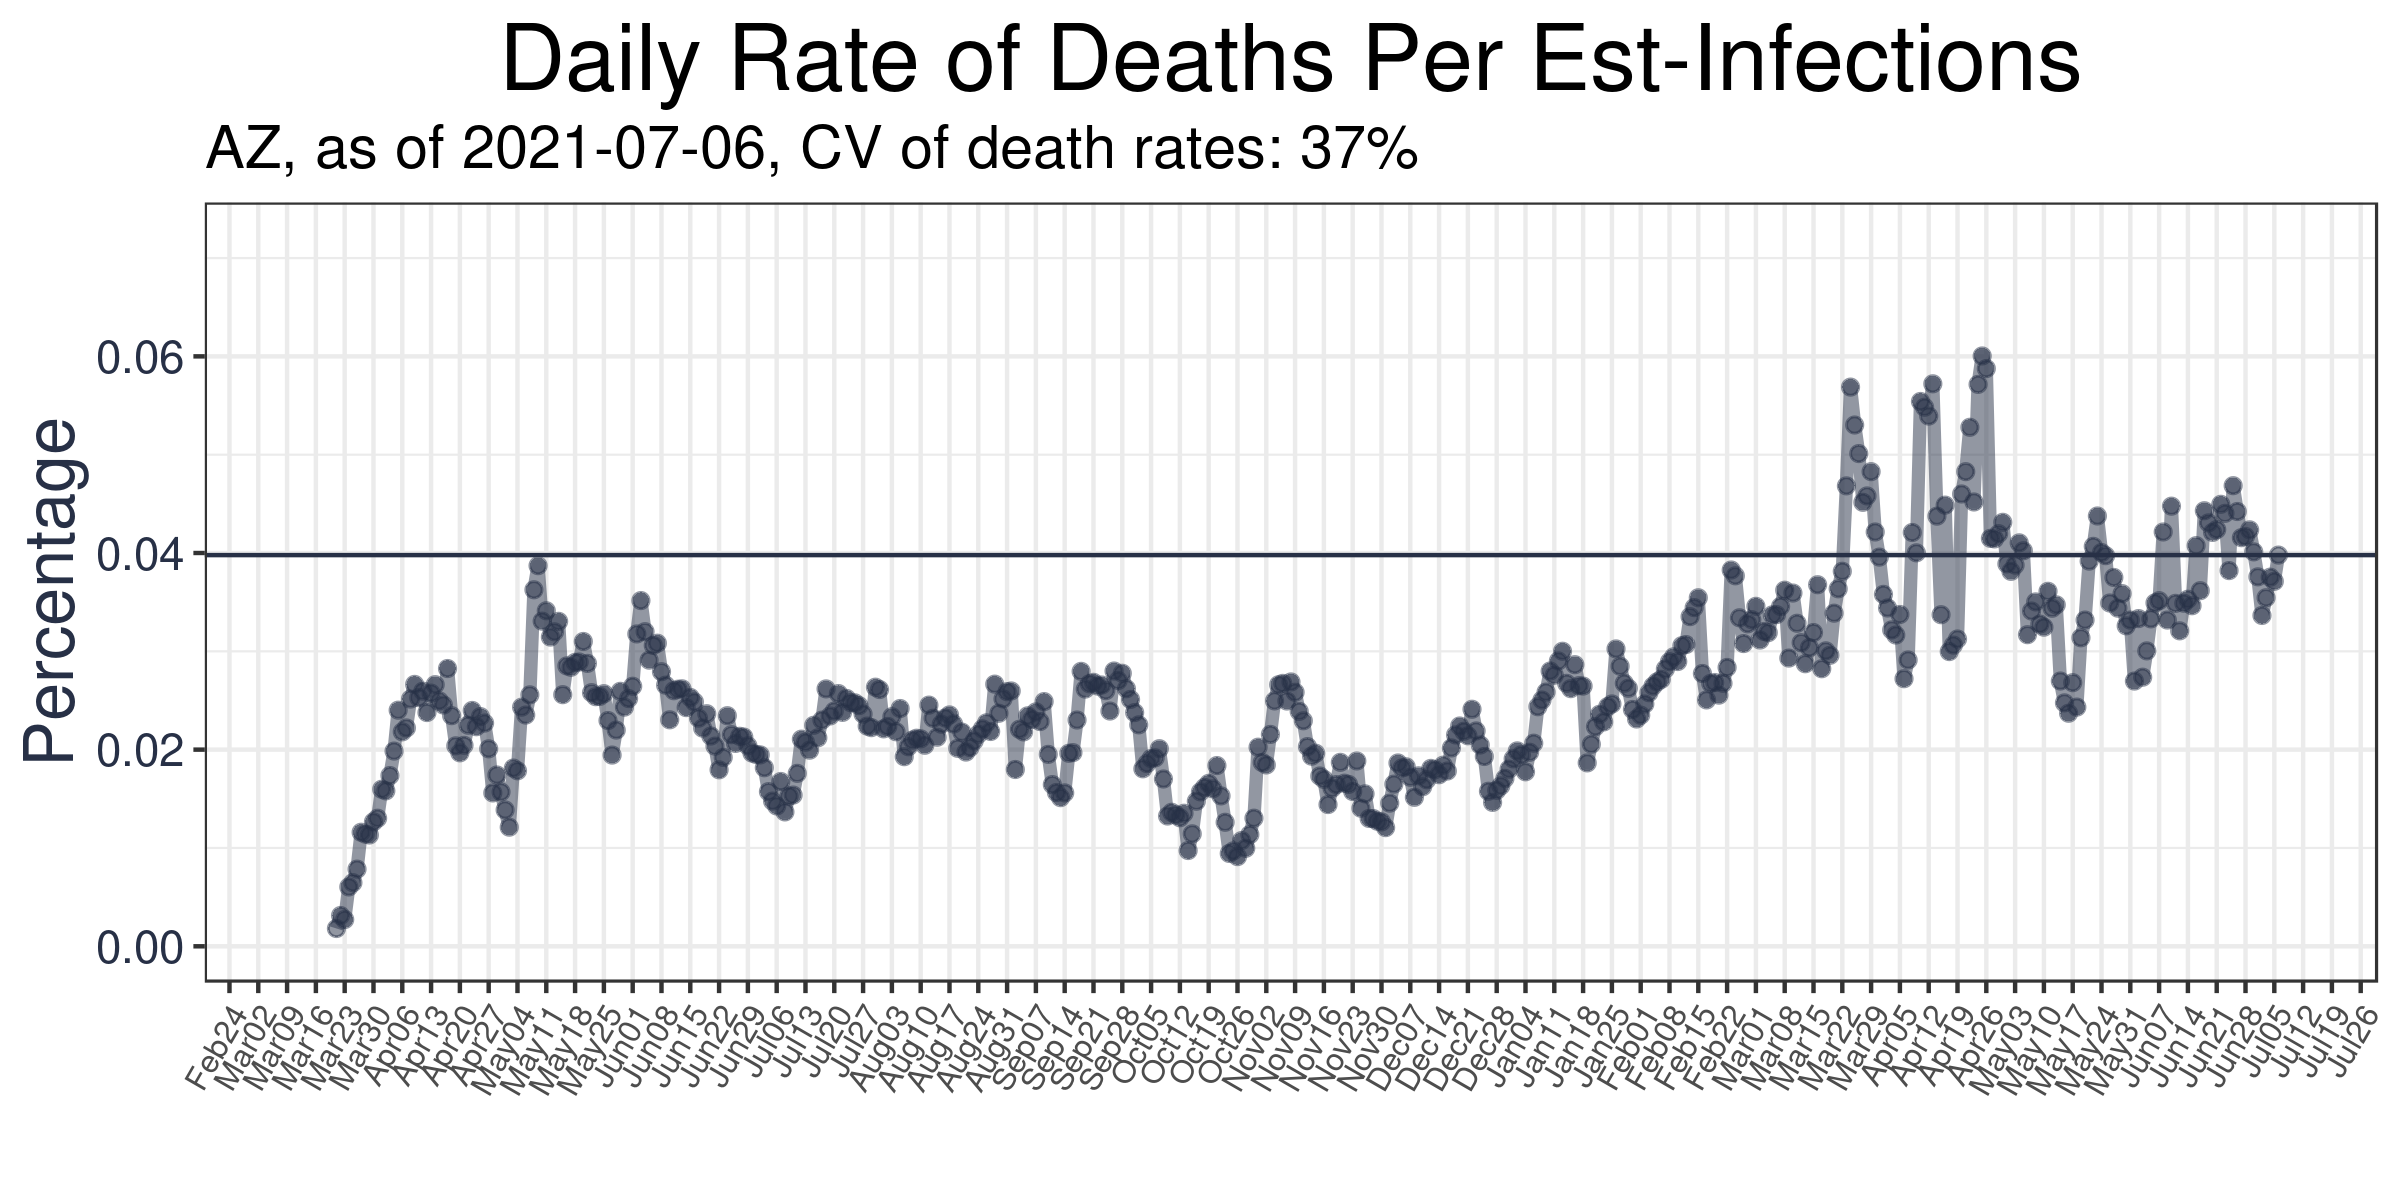 Daily Rate of Deaths Per Est-Infections
AZ, as of 2021-07-06, CV of death rates: 37%
Percentage
0.06
0.04
0.02
0.00
Feb24
Mar02
Mar09
Mar16
Mar23
Mar30
Apr06
Apr13
Apr20
Apr27
May04
May11
May18
May25
Jun01
Jun08
Jun15
Jun22
Jun29
Jul06
Jul13
Jul20
Jul27
Aug03
Aug10
Aug17
Aug24
Aug31
Sep07
Sep14
Sep21
Sep28
Oct05
Oct12
Oct19
Oct26
Nov02
Nov09
Nov16
Nov23
Nov30
Dec07
Dec14
Dec21
Dec28
Jan04
Jan11
Jan18
Jan25
Feb01
Feb08
Feb15
Feb22
Mar01
Mar08
Mar15
Mar22
Mar29
Apr05
Apr12
Apr19
Apr26
May03
May10
May17
May24
May31
Jun07
Jun14
Jun21
Jun28
Jul05
Jul12
Jul19
Jul26